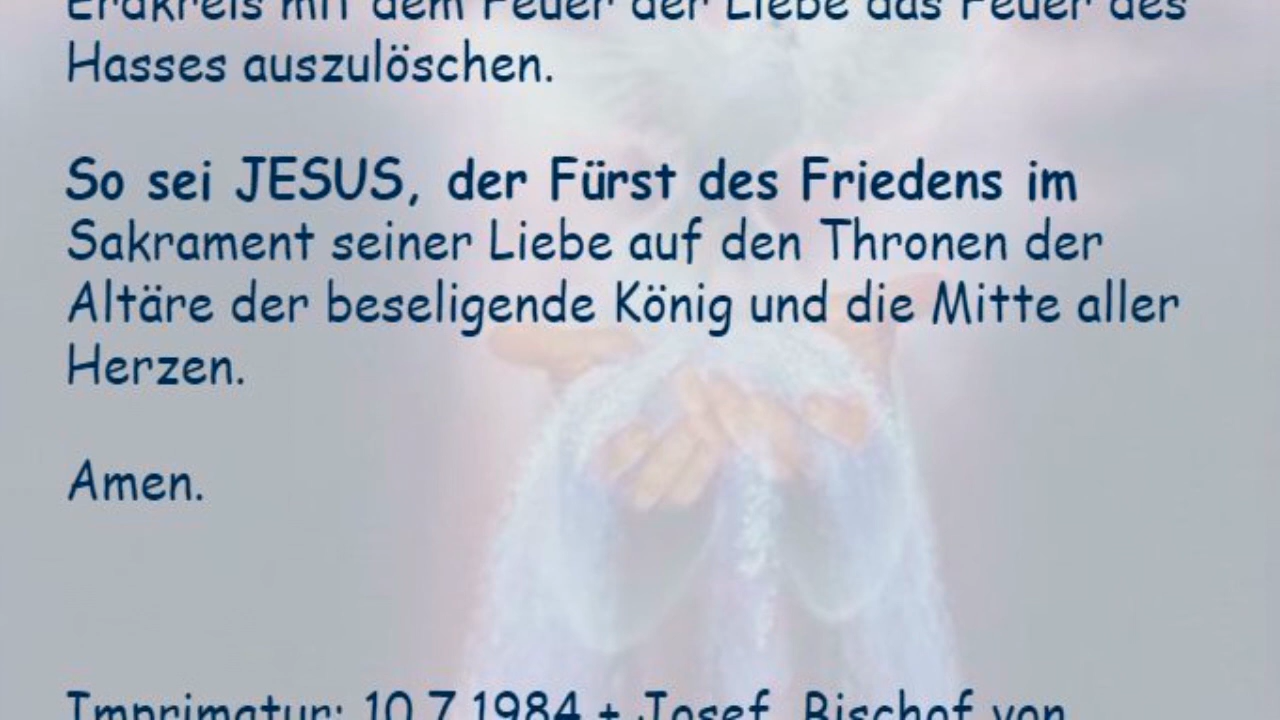 Erdkreis mit dem Feuer der Liebe das Feuer des
Hasses auszulöschen.
So sei JESUS, der Fürst des Friedens im
Sakrament seiner Liebe auf den Thronen der
Altäre der beseligende König und die Mitte aller
Herzen.
Amen.
Imprimatur: 10.7.1984 + Josef, Bischof von